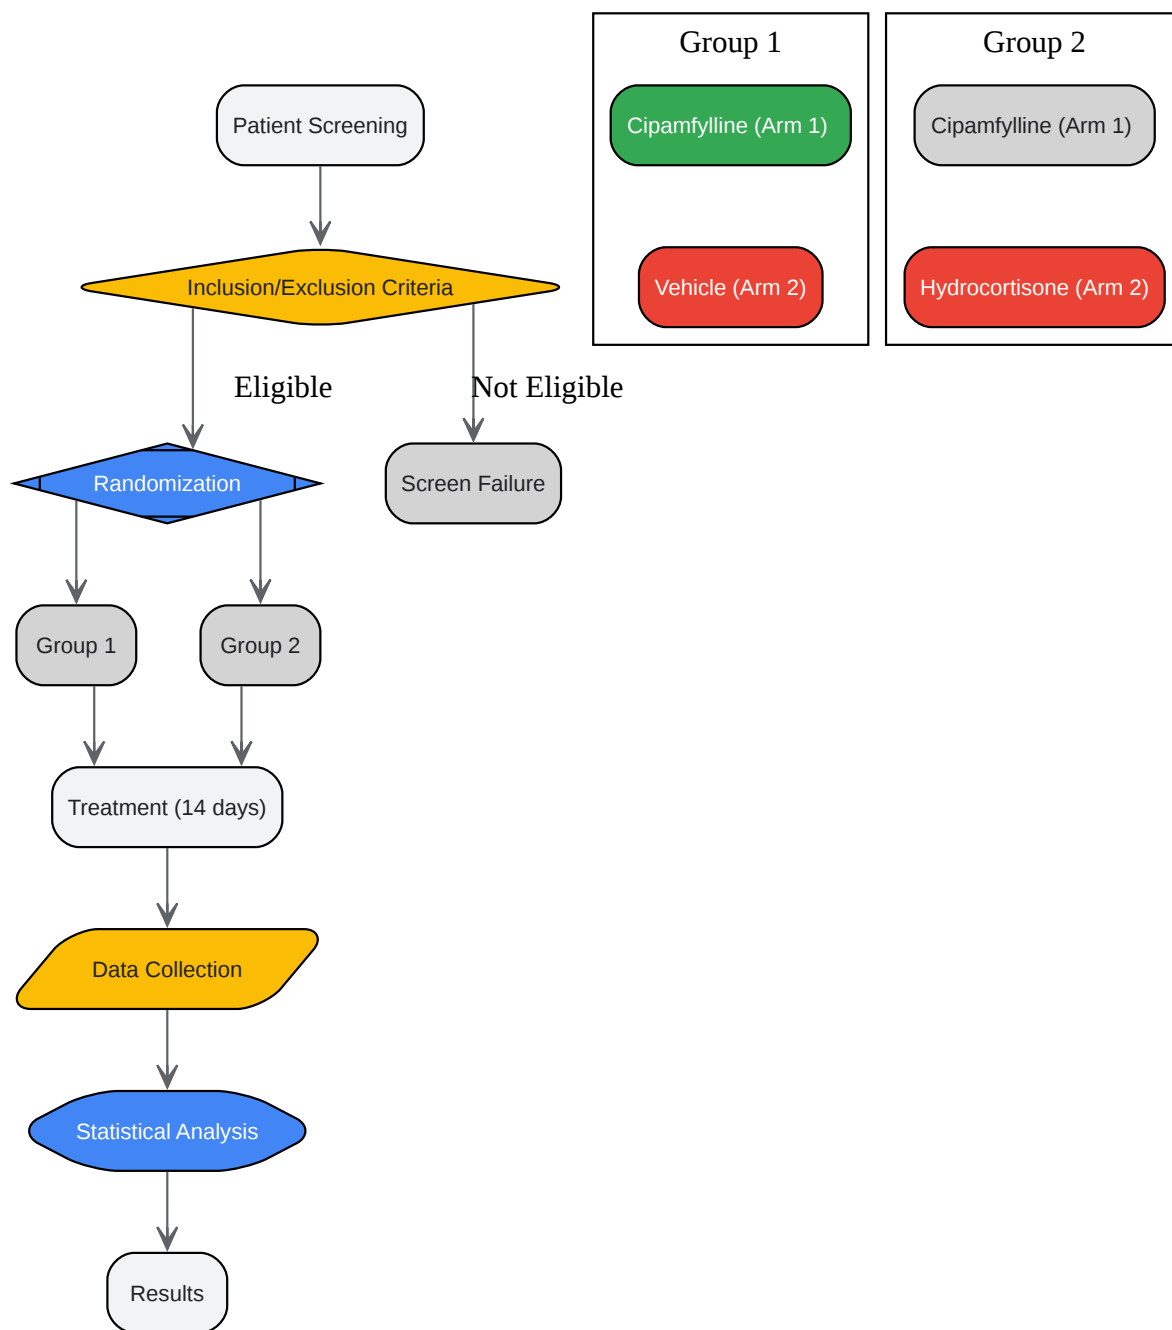 Patient Screening
Inclusion/Exclusion Criteria
Eligible
Not Eligible
Randomization
Screen Failure
Group 1
Group 2
Treatment (14 days)
Data Collection
Statistical Analysis
Results
Group 1
Cipamfylline (Arm 1)
Vehicle (Arm 2)
Group 2
Cipamfylline (Arm 1)
Hydrocortisone (Arm 2)